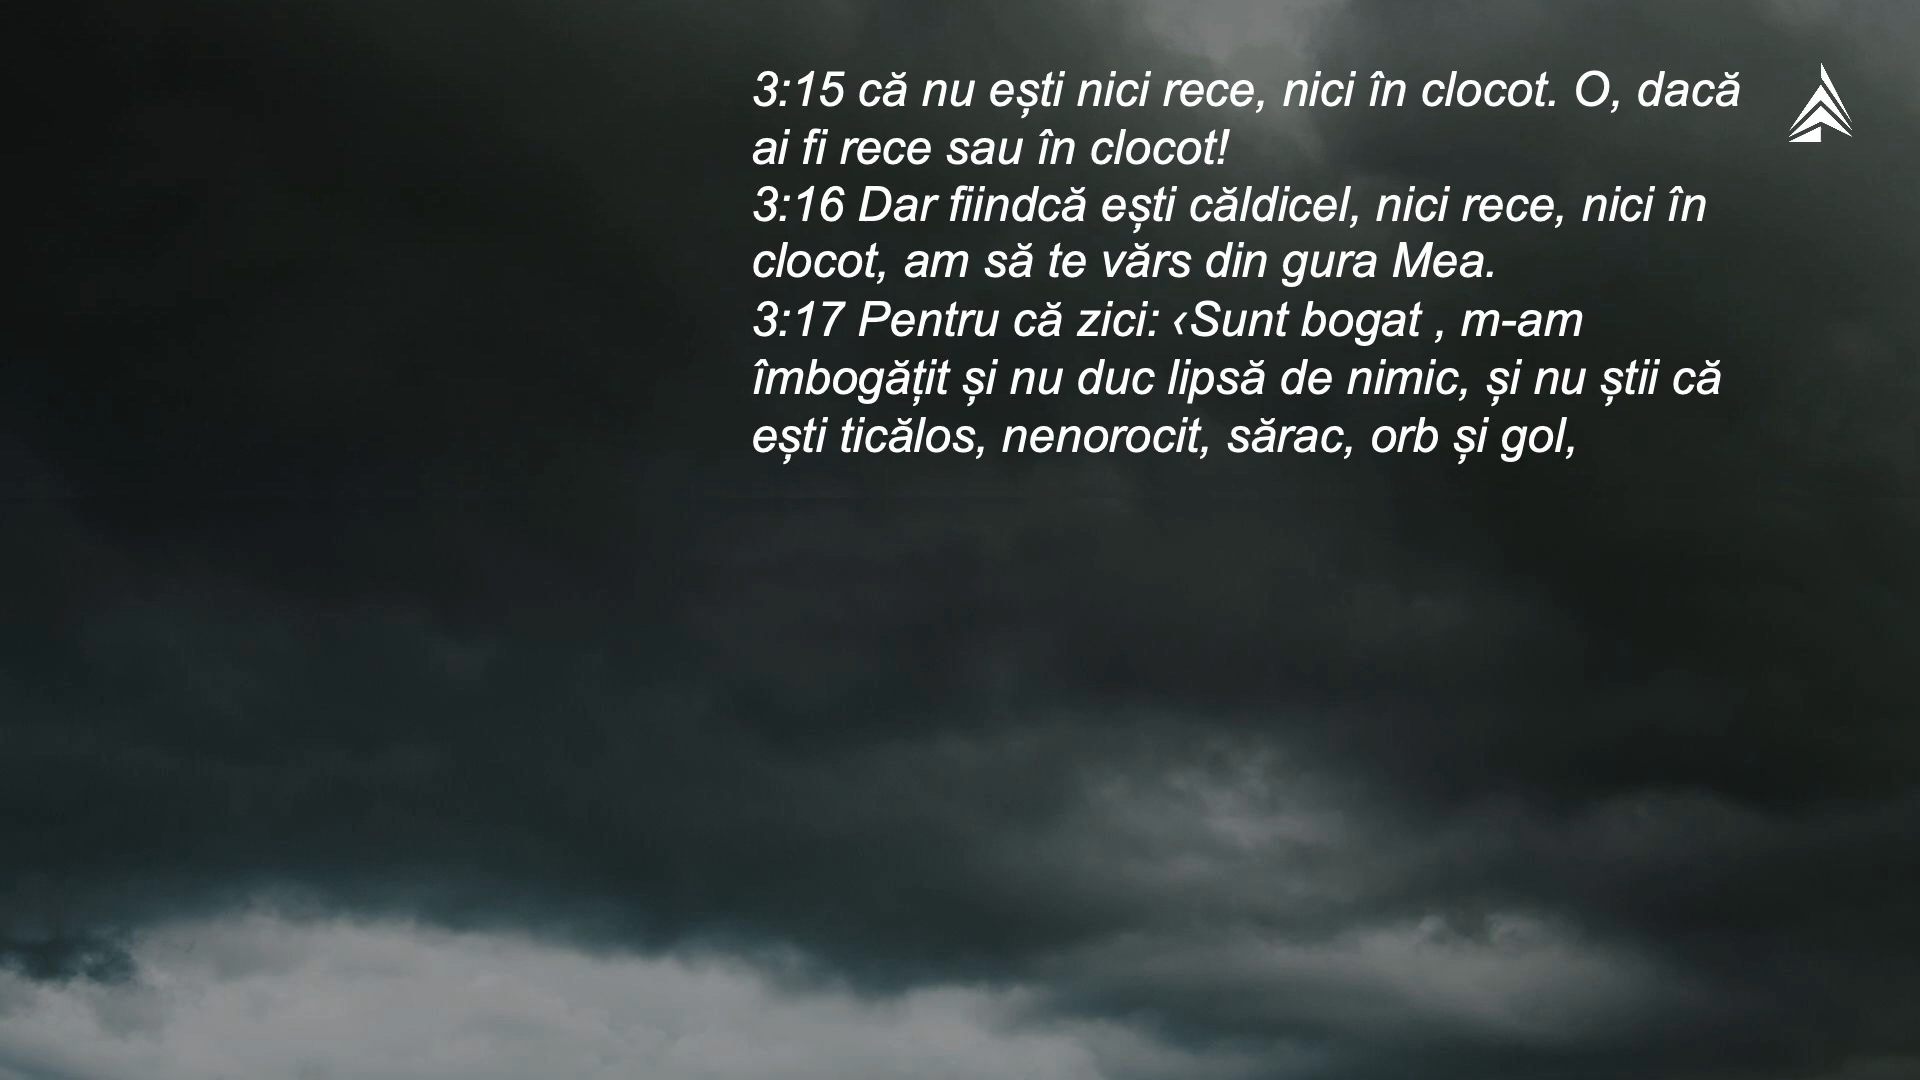 3:15 că nu ești nici rece, nici în clocot. O, dacă
ai fi rece sau în clocot!
3:16 Dar fiindcă ești căldicel, nici rece, nici în
clocot, am să te vărs din gura Mea.
3:17 Pentru că zici: ‹Sunt bogat , m-am
îmbogățit și nu duc lipsă de nimic, și nu știi că
ești ticălos, nenorocit, sărac, orb și gol,